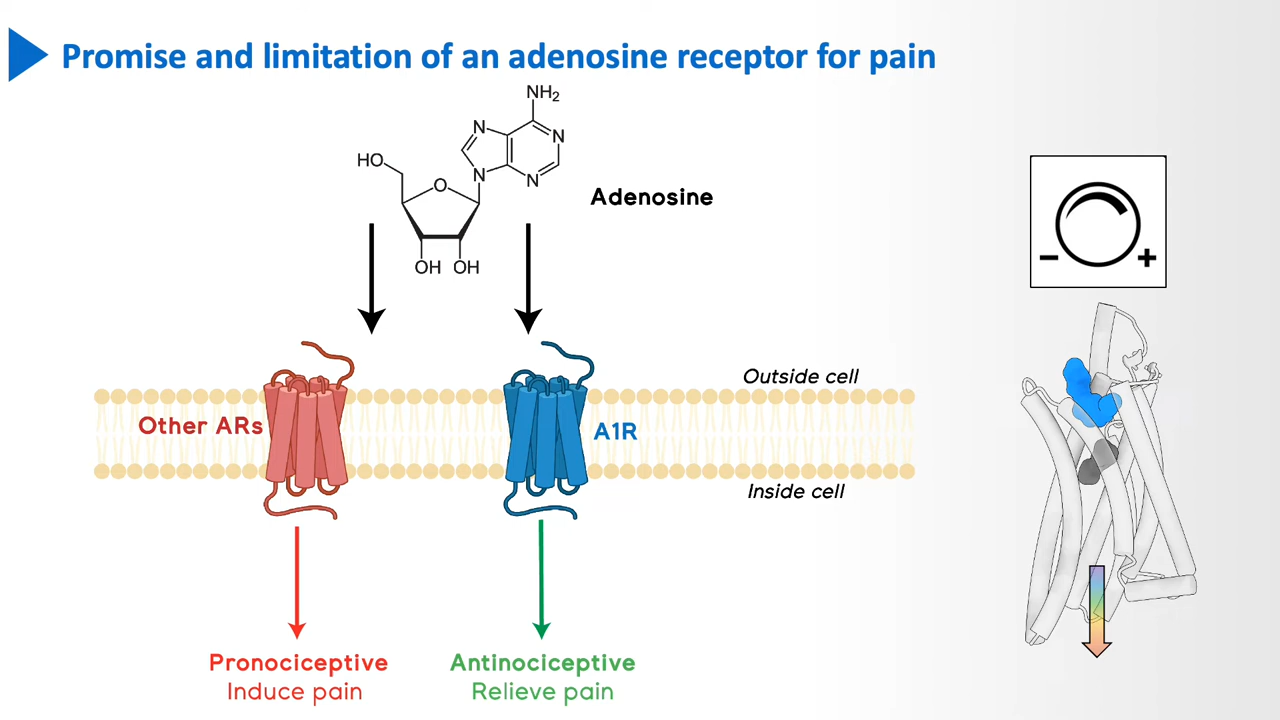 Promise and limitation of an adenosine receptor for pain
NH2
N
N
HO
O
N
N
Adenosine
OH OH
Outside cell
Other ARs
A1R
Inside cell
- +
Pronociceptive
Induce pain
Antinociceptive
Relieve pain